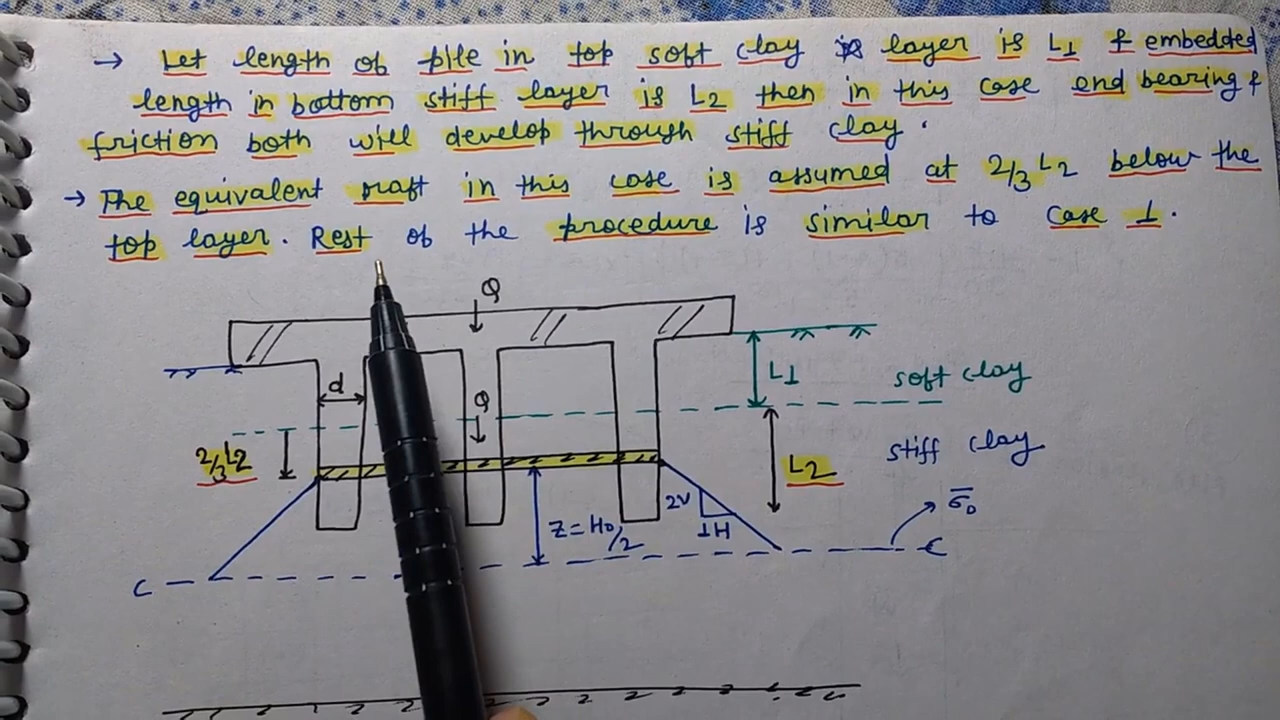 → Let length of pile in top soft clay layer is L1 & embedded
length in bottom stiff layer is L2 then in this case end bearing &
friction both will develop through stiff clay.
→ The equivalent raft in this case is assumed at 2/3 L2 below the
top layer. Rest of the procedure is similar to case 1.
Q
L1
soft clay
d
Q
2/3 L2
stiff clay
L2
2V
1H
Z = H0/2
σ̄0
C
C